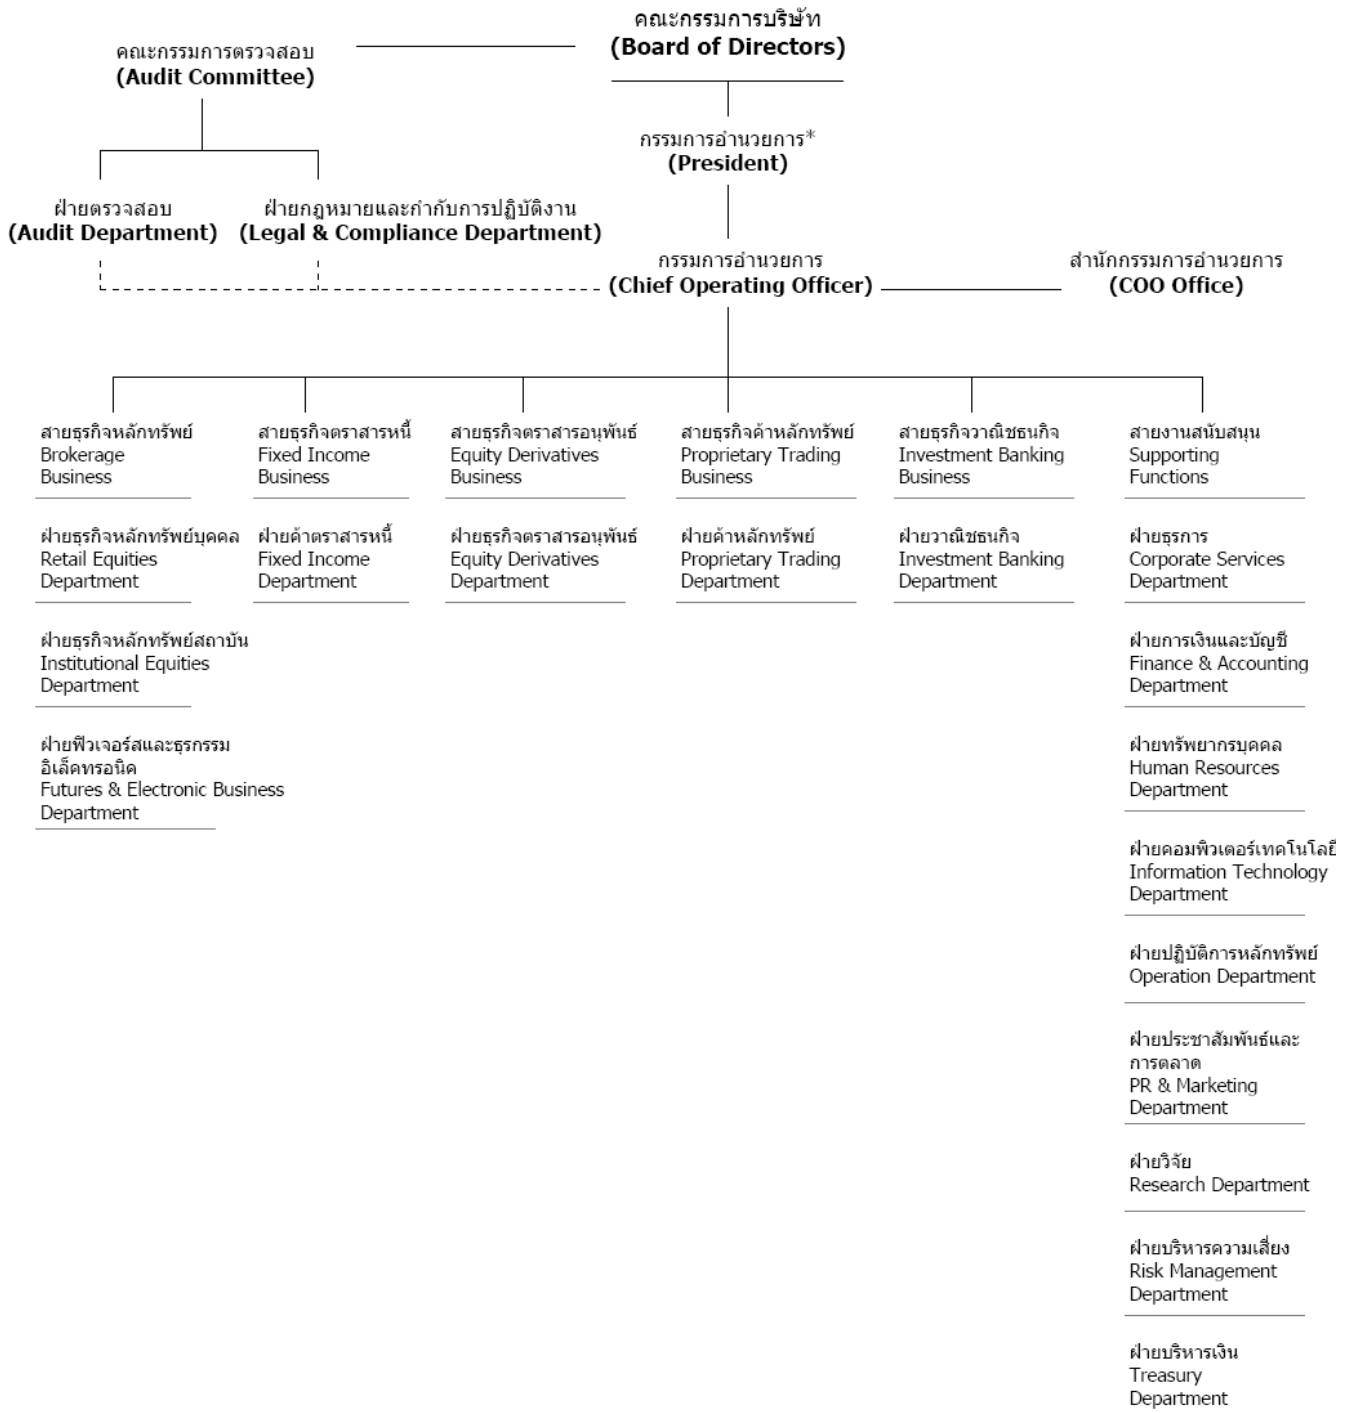 คณะกรรมการบริษัท
(Board of Directors)
คณะกรรมการตรวจสอบ
(Audit Committee)
กรรมการอำนวยการ*
(President)
ฝ่ายตรวจสอบ
(Audit Department)
ฝ่ายกฎหมายและกำกับการปฏิบัติงาน
(Legal & Compliance Department)
กรรมการอำนวยการ
(Chief Operating Officer)
สำนักกรรมการอำนวยการ
(COO Office)
สายธุรกิจหลักทรัพย์
Brokerage
Business
ฝ่ายธุรกิจหลักทรัพย์บุคคล
Retail Equities
Department
ฝ่ายธุรกิจหลักทรัพย์สถาบัน
Institutional Equities
Department
ฝ่ายฟิวเจอร์สและธุรกรรม
อิเล็คทรอนิค
Futures & Electronic Business
Department
สายธุรกิจตราสารหนี้
Fixed Income
Business
ฝ่ายค้าตราสารหนี้
Fixed Income
Department
สายธุรกิจตราสารอนุพันธ์
Equity Derivatives
Business
ฝ่ายธุรกิจตราสารอนุพันธ์
Equity Derivatives
Department
สายธุรกิจค้าหลักทรัพย์
Proprietary Trading
Business
ฝ่ายค้าหลักทรัพย์
Proprietary Trading
Department
สายธุรกิจวาณิชธนกิจ
Investment Banking
Business
ฝ่ายวาณิชธนกิจ
Investment Banking
Department
สายงานสนับสนุน
Supporting
Functions
ฝ่ายธุรการ
Corporate Services
Department
ฝ่ายการเงินและบัญชี
Finance & Accounting
Department
ฝ่ายทรัพยากรบุคคล
Human Resources
Department
ฝ่ายคอมพิวเตอร์เทคโนโลยี
Information Technology
Department
ฝ่ายปฏิบัติการหลักทรัพย์
Operation Department
ฝ่ายประชาสัมพันธ์และ
การตลาด
PR & Marketing
Department
ฝ่ายวิจัย
Research Department
ฝ่ายบริหารความเสี่ยง
Risk Management
Department
ฝ่ายบริหารเงิน
Treasury
Department